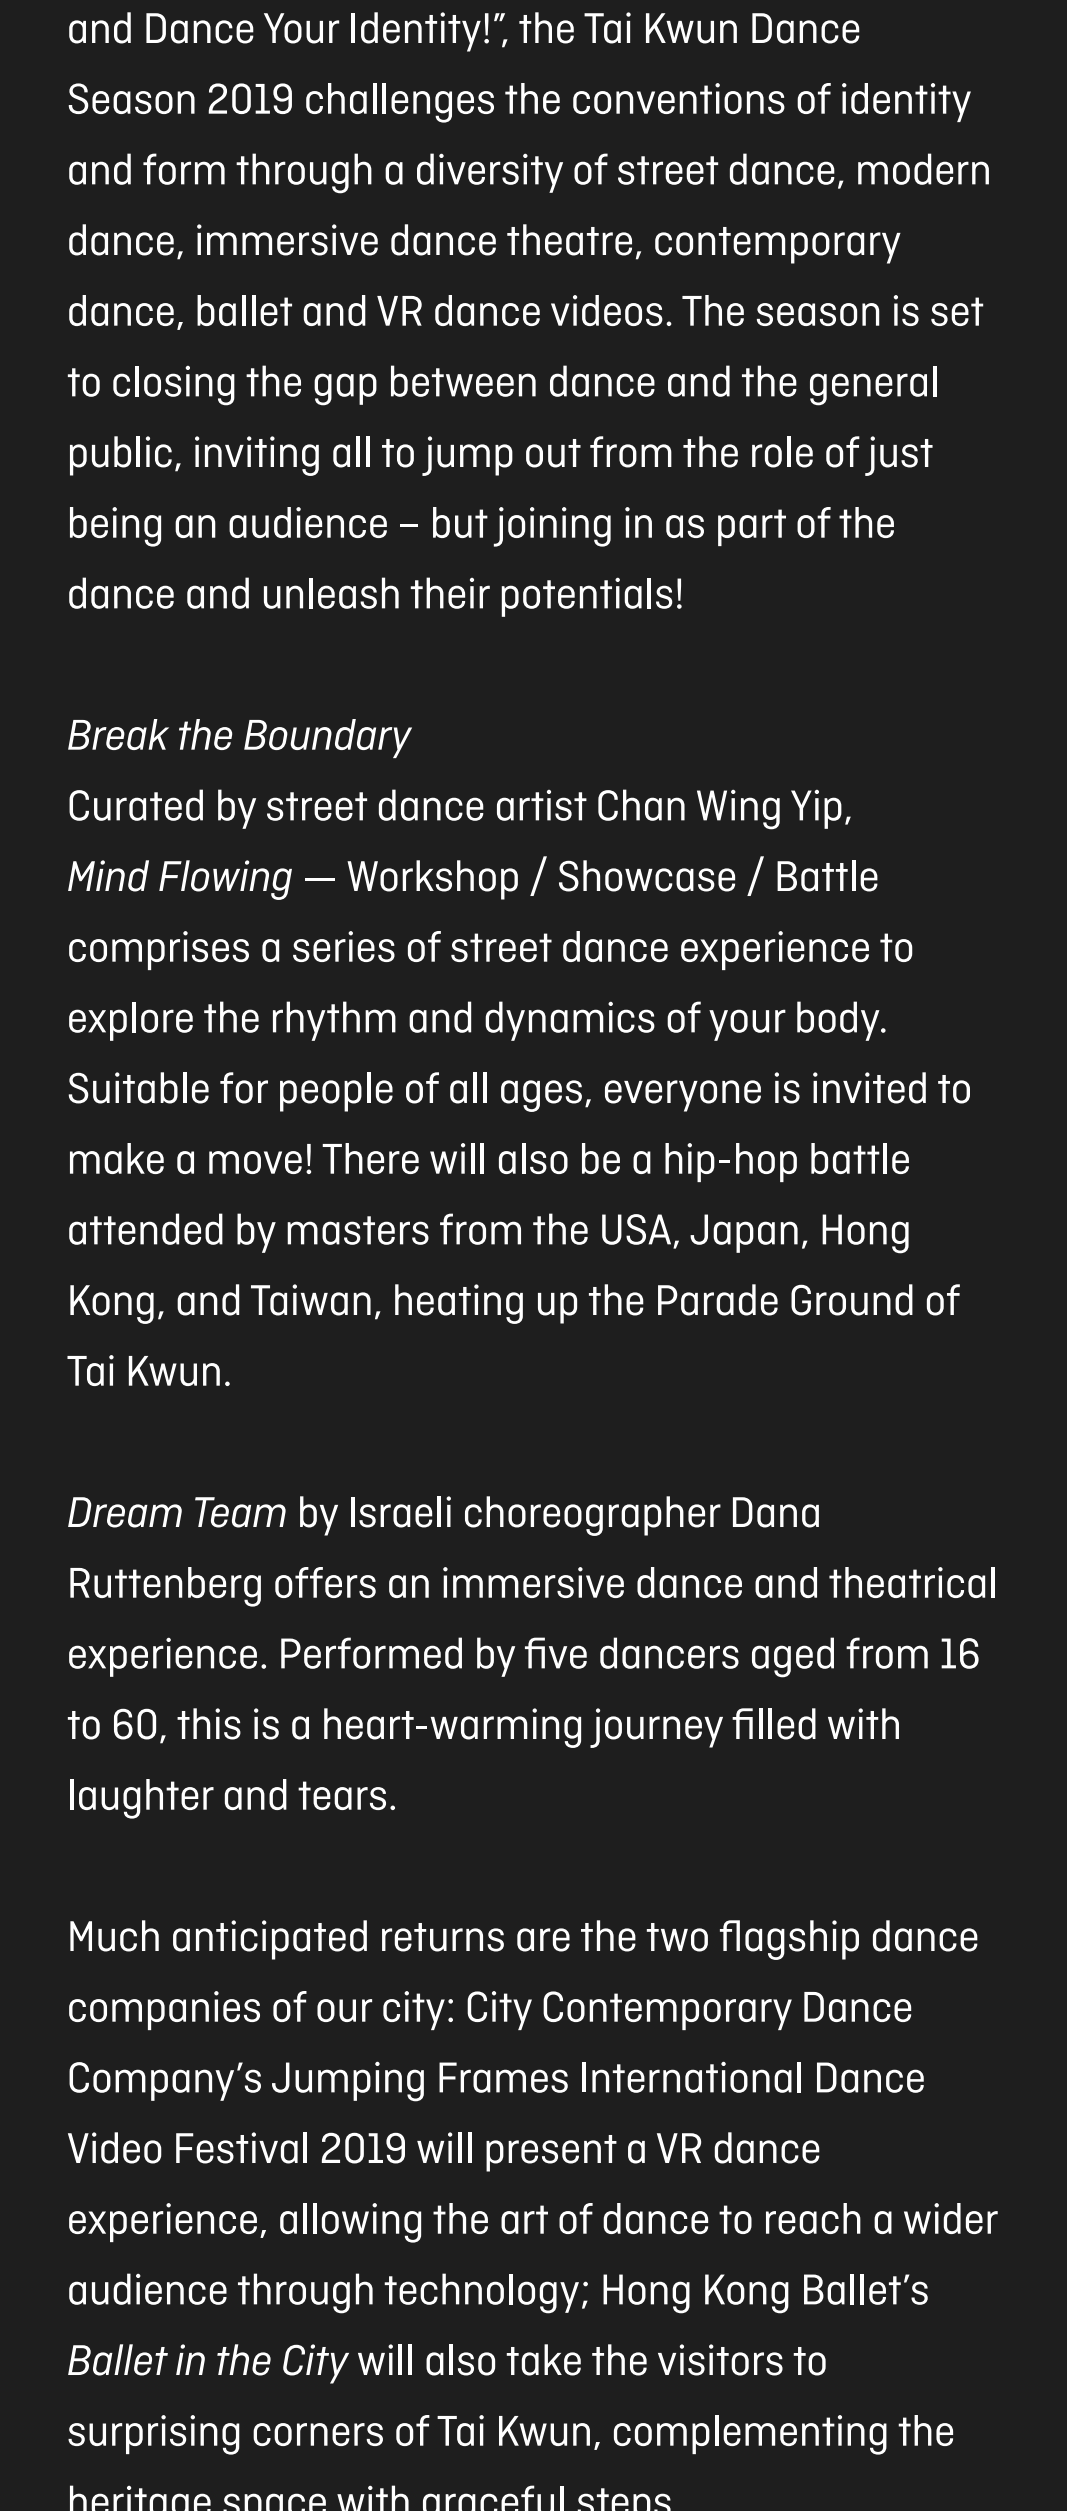 and Dance Your Identity!”, the Tai Kwun Dance
Season 2019 challenges the conventions of identity
and form through a diversity of street dance, modern
dance, immersive dance theatre, contemporary
dance, ballet and VR dance videos. The season is set
to closing the gap between dance and the general
public, inviting all to jump out from the role of just
being an audience – but joining in as part of the
dance and unleash their potentials!
Break the Boundary
Curated by street dance artist Chan Wing Yip,
Mind Flowing — Workshop / Showcase / Battle
comprises a series of street dance experience to
explore the rhythm and dynamics of your body.
Suitable for people of all ages, everyone is invited to
make a move! There will also be a hip-hop battle
attended by masters from the USA, Japan, Hong
Kong, and Taiwan, heating up the Parade Ground of
Tai Kwun.
Dream Team by Israeli choreographer Dana
Ruttenberg offers an immersive dance and theatrical
experience. Performed by five dancers aged from 16
to 60, this is a heart-warming journey filled with
laughter and tears.
Much anticipated returns are the two flagship dance
companies of our city: City Contemporary Dance
Company’s Jumping Frames International Dance
Video Festival 2019 will present a VR dance
experience, allowing the art of dance to reach a wider
audience through technology; Hong Kong Ballet’s
Ballet in the City will also take the visitors to
surprising corners of Tai Kwun, complementing the
heritage space with graceful steps.